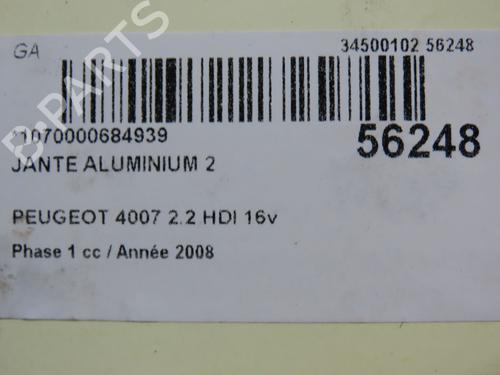 GA
34500102 56248
*1070000684939
56248
JANTE ALUMINIUM 2
PEUGEOT 4007 2.2 HDI 16v
Phase 1 cc / Année 2008
B-PARTS